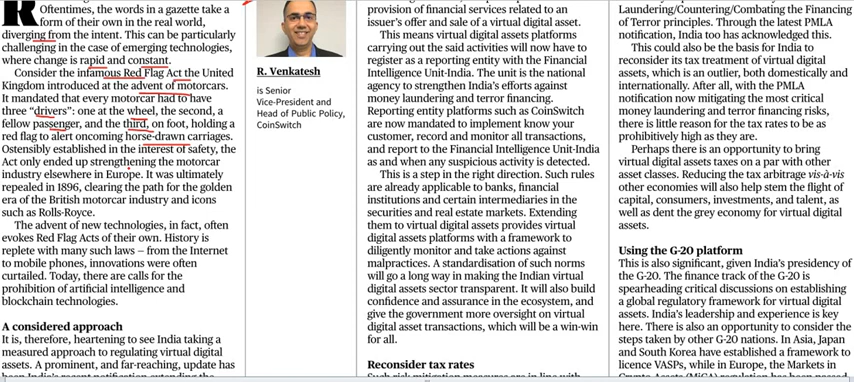 R
Oftentimes, the words in a gazette take a
form of their own in the real world,
diverging from the intent. This can be particularly
challenging in the case of emerging technologies,
where change is rapid and constant.
Consider the infamous Red Flag Act the United
Kingdom introduced at the advent of motorcars.
It mandated that every motorcar had to have
three “drivers”: one at the wheel, the second, a
fellow passenger, and the third, on foot, holding a
red flag to alert oncoming horse-drawn carriages.
Ostensibly established in the interest of safety, the
Act only ended up strengthening the motorcar
industry elsewhere in Europe. It was ultimately
repealed in 1896, clearing the path for the golden
era of the British motorcar industry and icons
such as Rolls-Royce.
The advent of new technologies, in fact, often
evokes Red Flag Acts of their own. History is
replete with many such laws — from the Internet
to mobile phones, innovations were often
curtailed. Today, there are calls for the
prohibition of artificial intelligence and
blockchain technologies.
A considered approach
It is, therefore, heartening to see India taking a
measured approach to regulating virtual digital
assets. A prominent, and far-reaching, update has
been India's recent notification extending the
R. Venkatesh
is Senior
Vice-President and
Head of Public Policy,
CoinSwitch
provision of financial services related to an
issuer's offer and sale of a virtual digital asset.
This means virtual digital assets platforms
carrying out the said activities will now have to
register as a reporting entity with the Financial
Intelligence Unit-India. The unit is the national
agency to strengthen India's efforts against
money laundering and terror financing.
Reporting entity platforms such as CoinSwitch
are now mandated to implement know your
customer, record and monitor all transactions,
and report to the Financial Intelligence Unit-India
as and when any suspicious activity is detected.
This is a step in the right direction. Such rules
are already applicable to banks, financial
institutions and certain intermediaries in the
securities and real estate markets. Extending
them to virtual digital assets provides virtual
digital assets platforms with a framework to
diligently monitor and take actions against
malpractices. A standardisation of such norms
will go a long way in making the Indian virtual
digital assets sector transparent. It will also build
confidence and assurance in the ecosystem, and
give the government more oversight on virtual
digital asset transactions, which will be a win-win
for all.
Reconsider tax rates
Such risk mitigation measures are in line with
Laundering/Countering/Combating the Financing
of Terror principles. Through the latest PMLA
notification, India too has acknowledged this.
This could also be the basis for India to
reconsider its tax treatment of virtual digital
assets, which is an outlier, both domestically and
internationally. After all, with the PMLA
notification now mitigating the most critical
money laundering and terror financing risks,
there is little reason for the tax rates to be as
prohibitively high as they are.
Perhaps there is an opportunity to bring
virtual digital assets taxes on a par with other
asset classes. Reducing the tax arbitrage vis-à-vis
other economies will also help stem the flight of
capital, consumers, investments, and talent, as
well as dent the grey economy for virtual digital
assets.
Using the G-20 platform
This is also significant, given India's presidency of
the G-20. The finance track of the G-20 is
spearheading critical discussions on establishing
a global regulatory framework for virtual digital
assets. India's leadership and experience is key
here. There is also an opportunity to consider the
steps taken by other G-20 nations. In Asia, Japan
and South Korea have established a framework to
licence VASPs, while in Europe, the Markets in
Crypto-Assets (MiCA) regulation has been passed